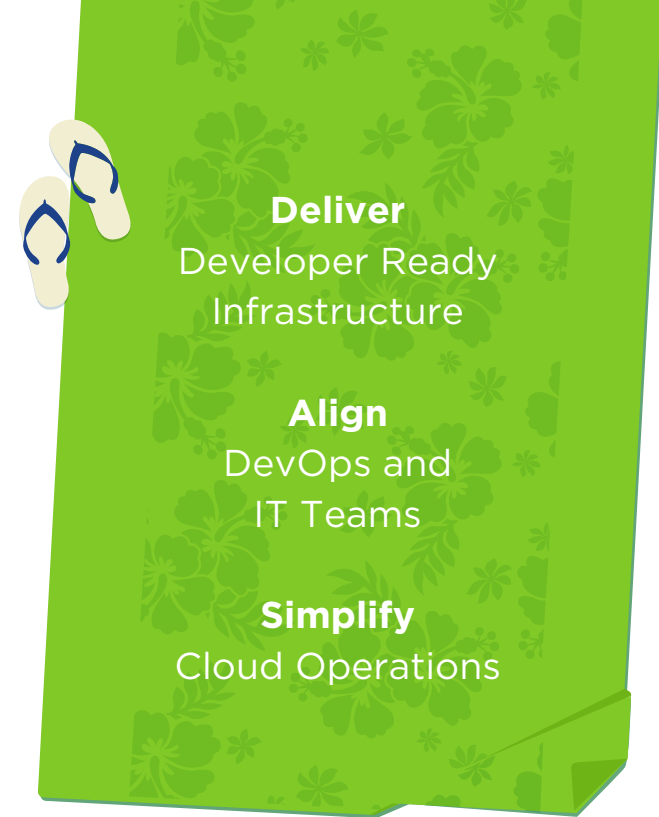 Deliver
Developer Ready
Infrastructure
Align
DevOps and
IT Teams
Simplify
Cloud Operations